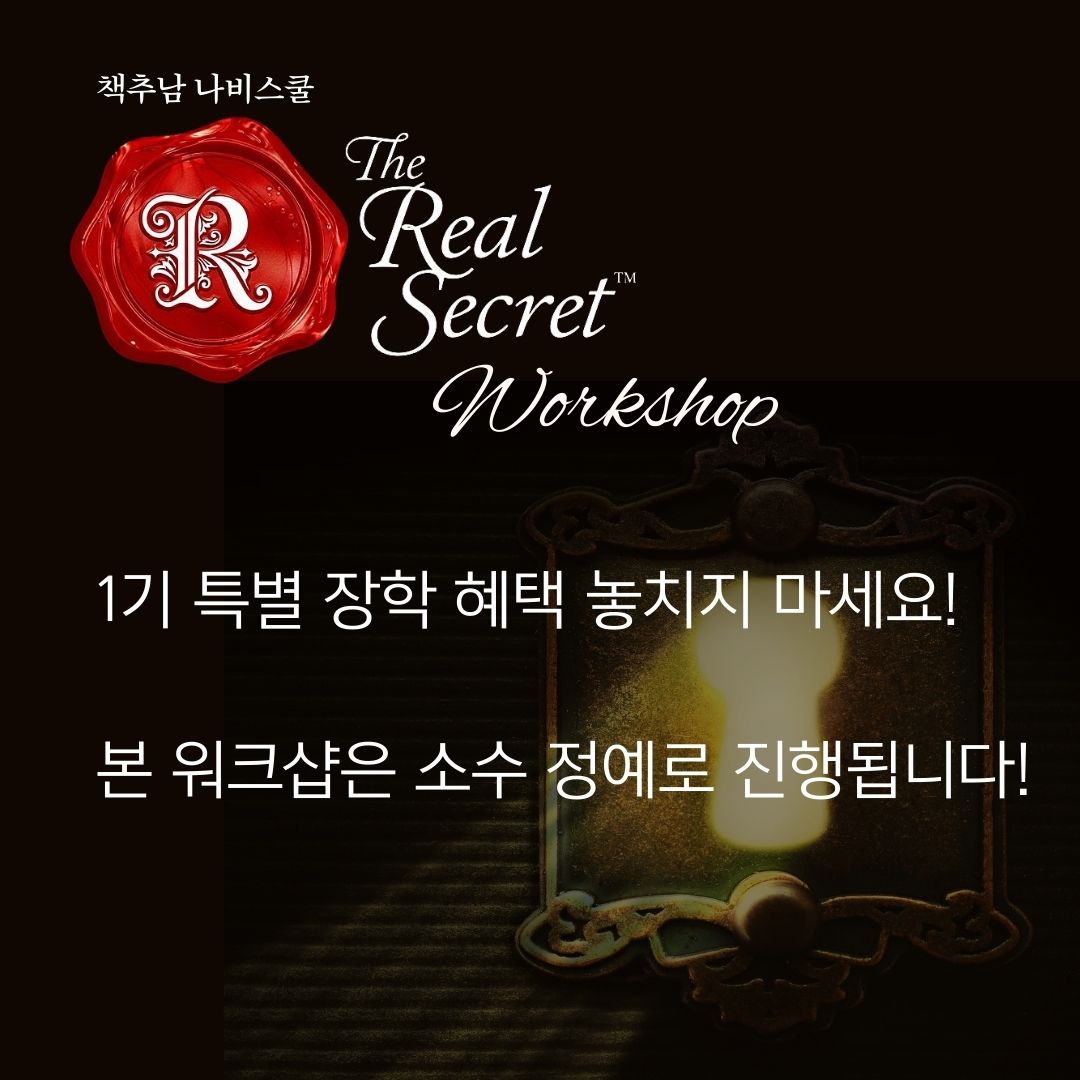 책추남 나비스쿨
R
The
Real
Secret™
Workshop
1기 특별 장학 혜택 놓치지 마세요!
본 워크샵은 소수 정예로 진행됩니다!